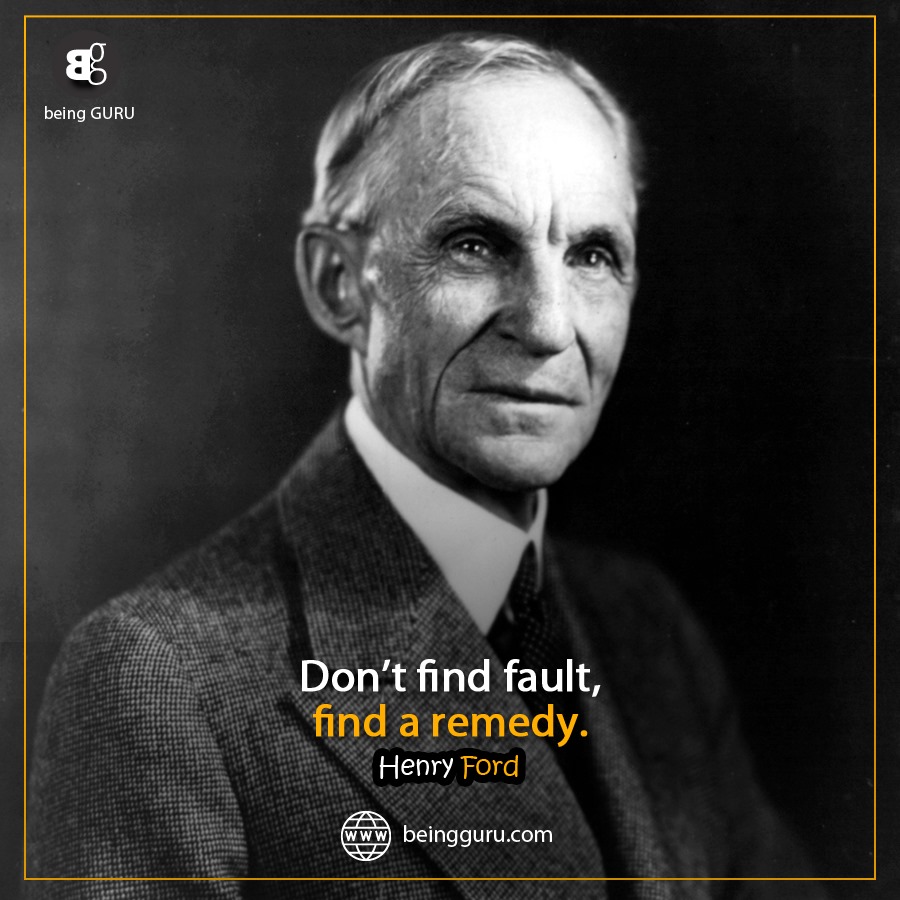 Bg
being GURU
Don't find fault,
find a remedy.
Henry Ford
www
beingguru.com